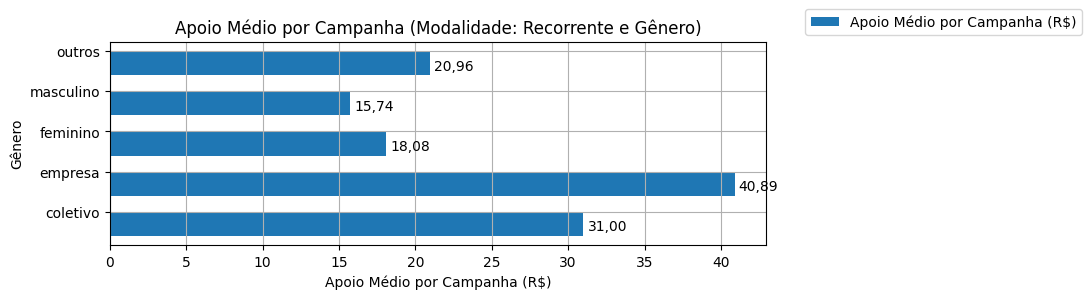 Apoio Médio por Campanha (Modalidade: Recorrente e Gênero)
Apoio Médio por Campanha (R$)
Gênero
outros
20,96
masculino
15,74
feminino
18,08
empresa
40,89
coletivo
31,00
0 5 10 15 20 25 30 35 40
Apoio Médio por Campanha (R$)